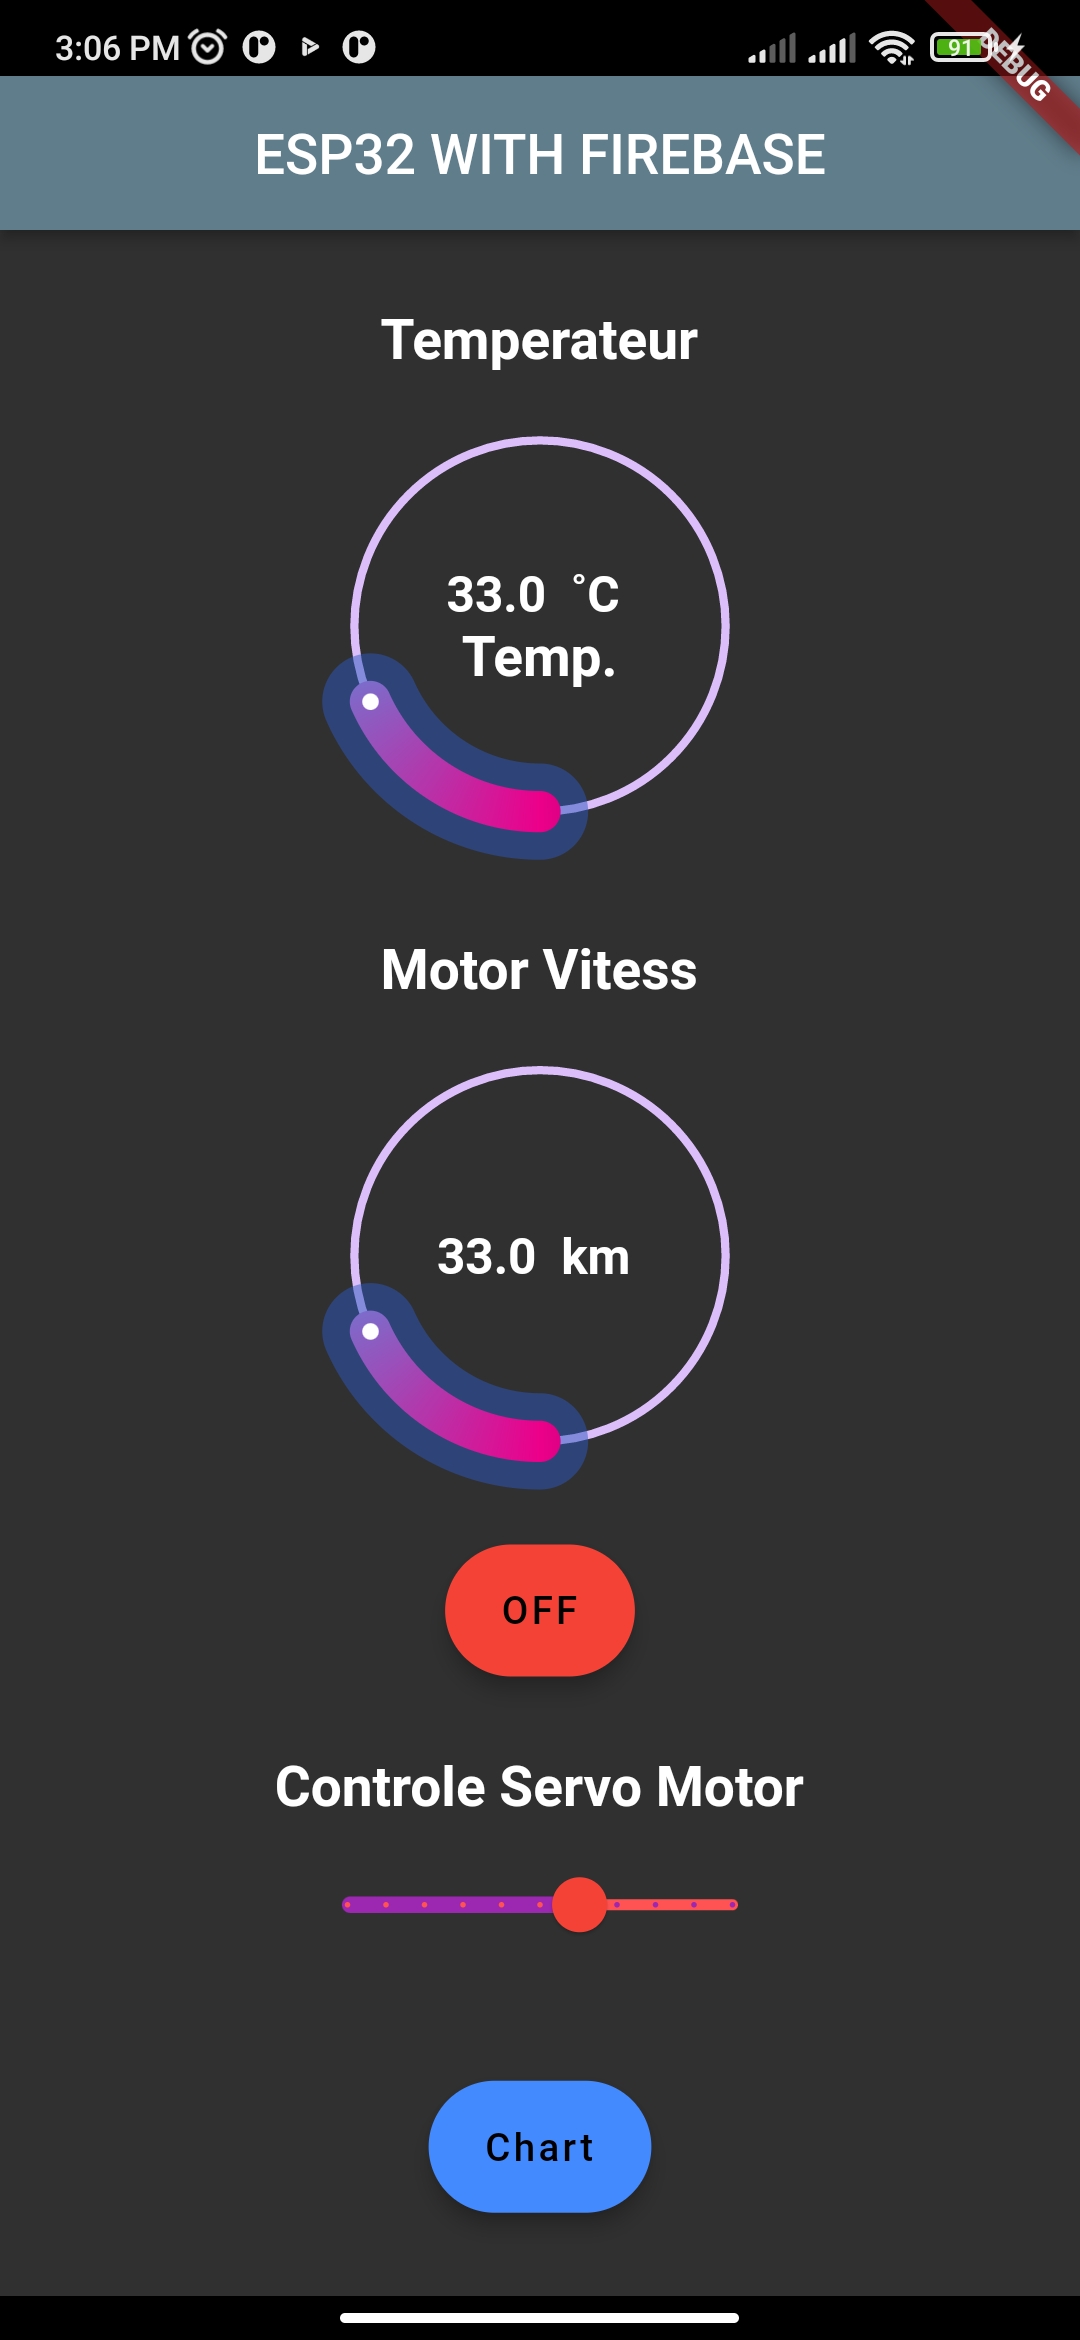 3:06 PM
91
DEBUG
ESP32 WITH FIREBASE
Temperateur
33.0 °C
Temp.
Motor Vitess
33.0 km
OFF
Controle Servo Motor
Chart